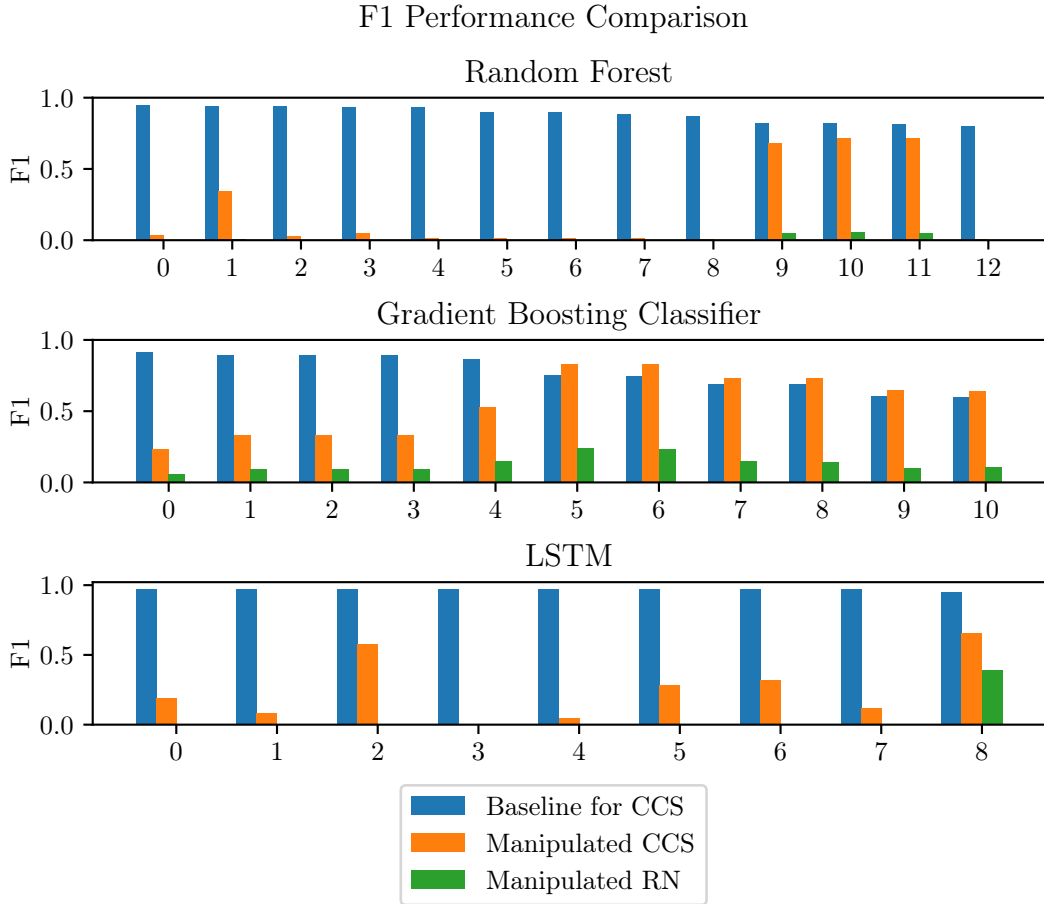 F1 Performance Comparison
Random Forest
1.0
0.5
0.0
F1
0 1 2 3 4 5 6 7 8 9 10 11 12
Gradient Boosting Classifier
1.0
0.5
0.0
F1
0 1 2 3 4 5 6 7 8 9 10
LSTM
1.0
0.5
0.0
F1
0 1 2 3 4 5 6 7 8
Baseline for CCS
Manipulated CCS
Manipulated RN